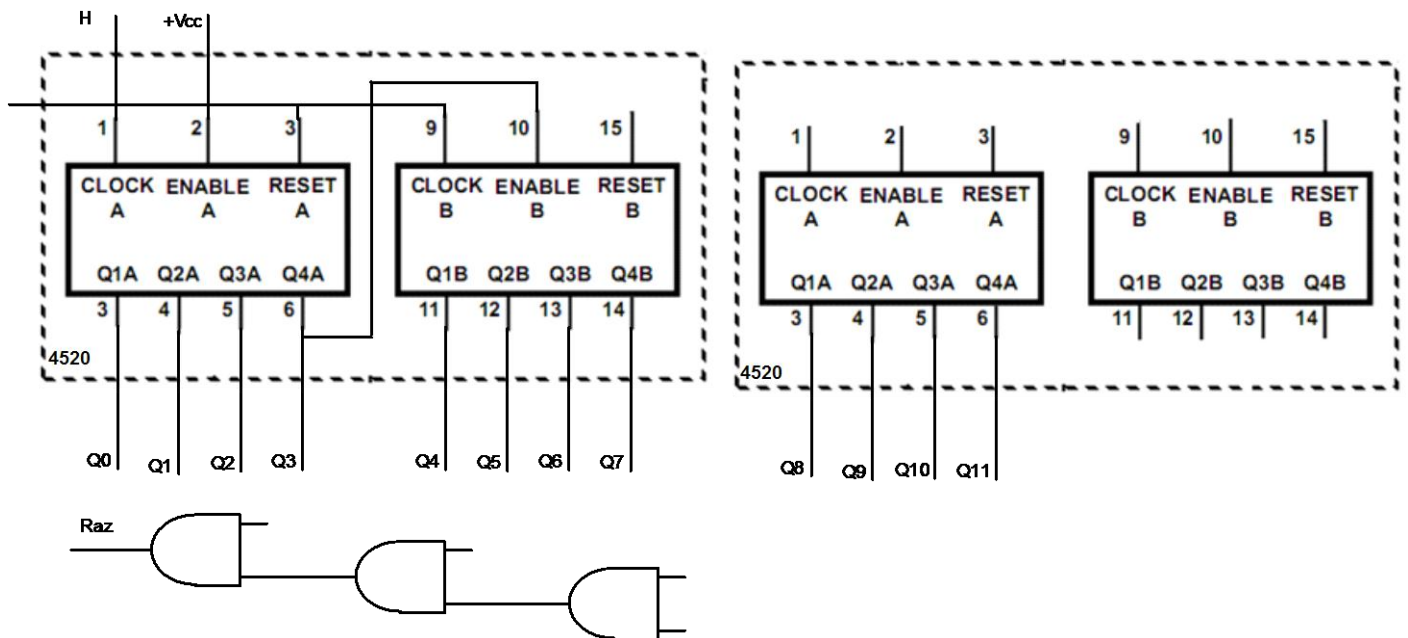 H +Vcc
1 2 3 9 10 15
CLOCK ENABLE RESET CLOCK ENABLE RESET
A A A B B B
Q1A Q2A Q3A Q4A Q1B Q2B Q3B Q4B
3 4 5 6 11 12 13 14
4520
Q0 Q1 Q2 Q3 Q4 Q5 Q6 Q7
1 2 3 9 10 15
CLOCK ENABLE RESET CLOCK ENABLE RESET
A A A B B B
Q1A Q2A Q3A Q4A Q1B Q2B Q3B Q4B
3 4 5 6 11 12 13 14
4520
Q8 Q9 Q10 Q11
Raz